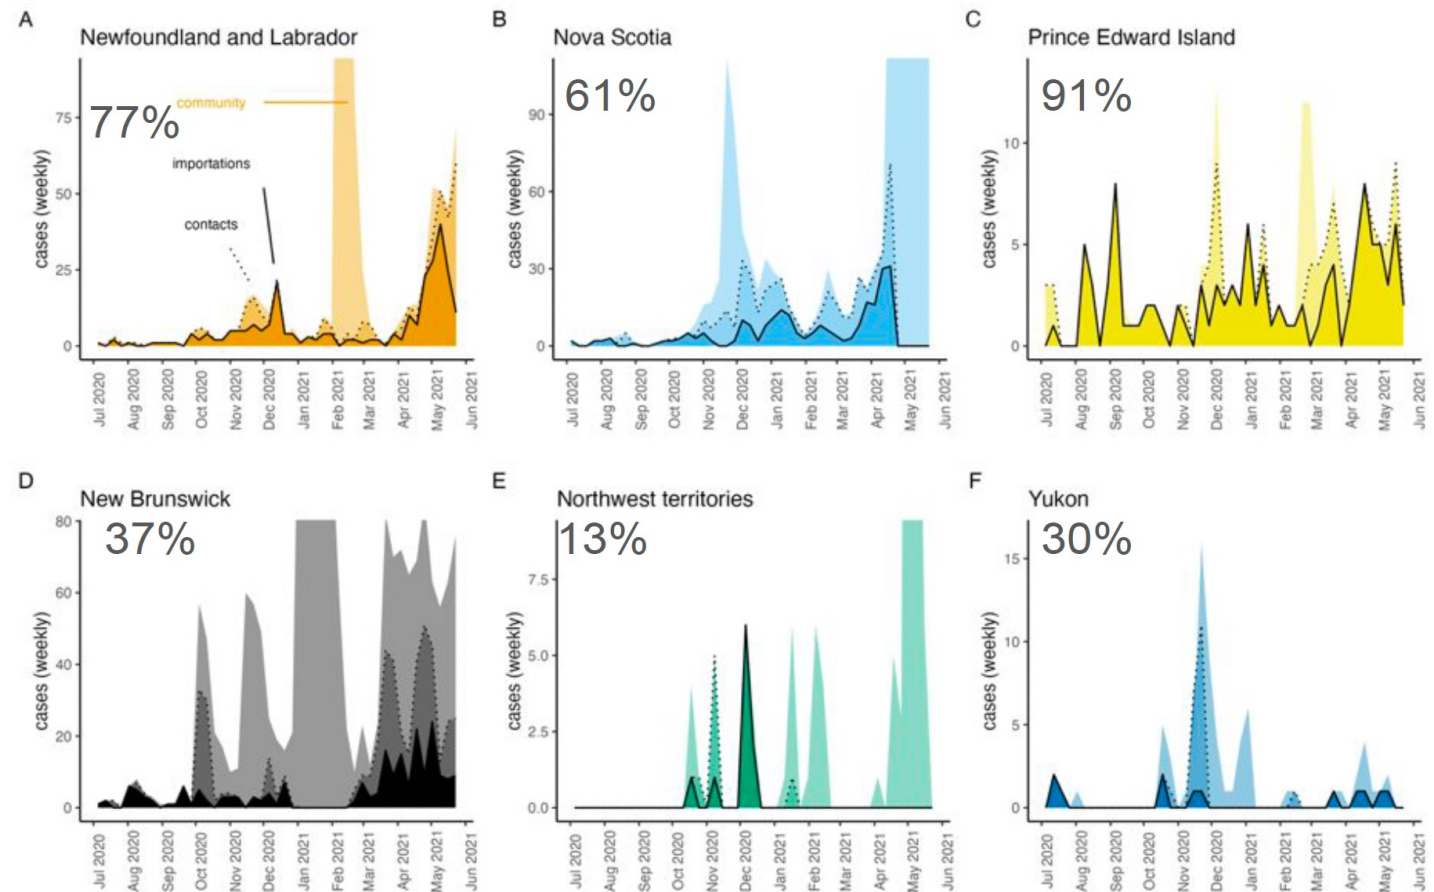 A
Newfoundland and Labrador
77%
community
importations
contacts
cases (weekly)
75
50
25
0
Jul 2020
Aug 2020
Sep 2020
Oct 2020
Nov 2020
Dec 2020
Jan 2021
Feb 2021
Mar 2021
Apr 2021
May 2021
Jun 2021
B
Nova Scotia
61%
cases (weekly)
90
60
30
0
Jul 2020
Aug 2020
Sep 2020
Oct 2020
Nov 2020
Dec 2020
Jan 2021
Feb 2021
Mar 2021
Apr 2021
May 2021
Jun 2021
C
Prince Edward Island
91%
cases (weekly)
10
5
0
Jul 2020
Aug 2020
Sep 2020
Oct 2020
Nov 2020
Dec 2020
Jan 2021
Feb 2021
Mar 2021
Apr 2021
May 2021
Jun 2021
D
New Brunswick
37%
cases (weekly)
80
60
40
20
0
Jul 2020
Aug 2020
Sep 2020
Oct 2020
Nov 2020
Dec 2020
Jan 2021
Feb 2021
Mar 2021
Apr 2021
May 2021
Jun 2021
E
Northwest territories
13%
cases (weekly)
7.5
5.0
2.5
0.0
Jul 2020
Aug 2020
Sep 2020
Oct 2020
Nov 2020
Dec 2020
Jan 2021
Feb 2021
Mar 2021
Apr 2021
May 2021
Jun 2021
F
Yukon
30%
cases (weekly)
15
10
5
0
Jul 2020
Aug 2020
Sep 2020
Oct 2020
Nov 2020
Dec 2020
Jan 2021
Feb 2021
Mar 2021
Apr 2021
May 2021
Jun 2021